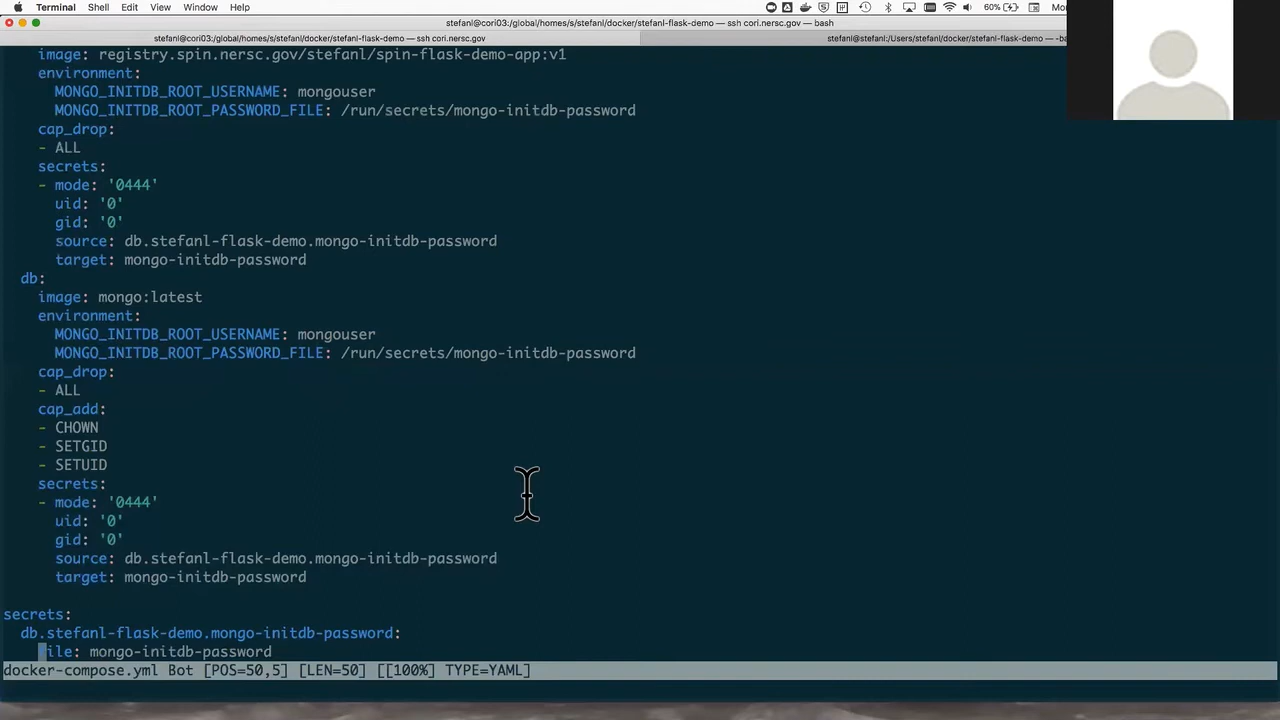 Terminal Shell Edit View Window Help 60% Mo
stefanl@cori03:/global/homes/s/stefanl/docker/stefanl-flask-demo — ssh cori.nersc.gov — bash
stefanl@cori03:/global/homes/s/stefanl/docker/stefanl-flask-demo — ssh cori.nersc.gov
stefanl@stefanl:/Users/stefanl/docker/stefanl-flask-demo — -ba
image: registry.spin.nersc.gov/stefanl/spin-flask-demo-app:v1
environment:
MONGO_INITDB_ROOT_USERNAME: mongouser
MONGO_INITDB_ROOT_PASSWORD_FILE: /run/secrets/mongo-initdb-password
cap_drop:
- ALL
secrets:
- mode: '0444'
uid: '0'
gid: '0'
source: db.stefanl-flask-demo.mongo-initdb-password
target: mongo-initdb-password
db:
image: mongo:latest
environment:
MONGO_INITDB_ROOT_USERNAME: mongouser
MONGO_INITDB_ROOT_PASSWORD_FILE: /run/secrets/mongo-initdb-password
cap_drop:
- ALL
cap_add:
- CHOWN
- SETGID
- SETUID
secrets:
- mode: '0444'
uid: '0'
gid: '0'
source: db.stefanl-flask-demo.mongo-initdb-password
target: mongo-initdb-password
secrets:
db.stefanl-flask-demo.mongo-initdb-password:
file: mongo-initdb-password
docker-compose.yml Bot [POS=50,5] [LEN=50] [[100%] TYPE=YAML]